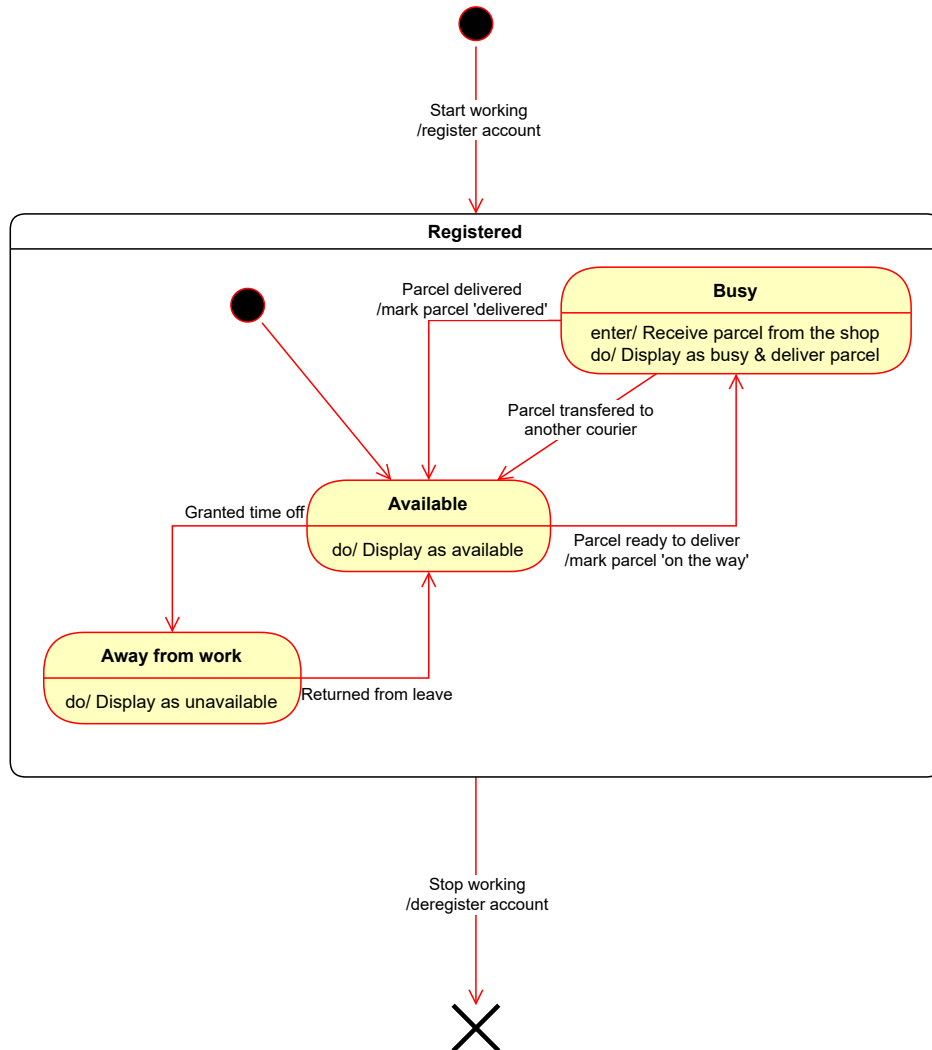 Start working
/register account
Registered
Parcel delivered
/mark parcel 'delivered'
Busy
enter/ Receive parcel from the shop
do/ Display as busy & deliver parcel
Parcel transfered to
another courier
Granted time off
Available
do/ Display as available
Parcel ready to deliver
/mark parcel 'on the way'
Away from work
do/ Display as unavailable
Returned from leave
Stop working
/deregister account